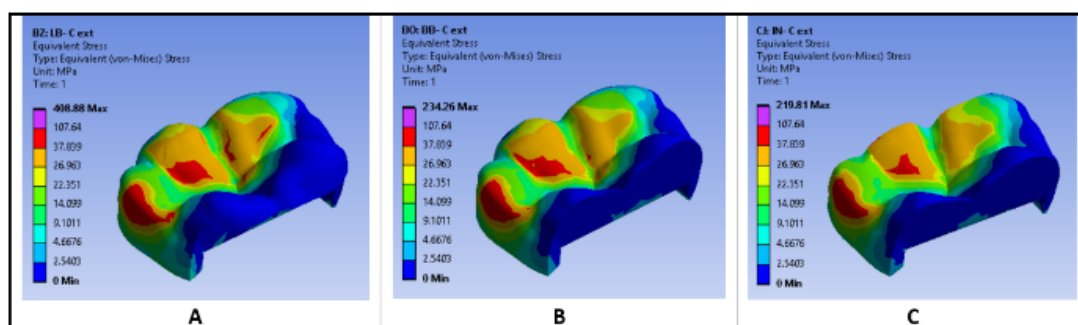 BZ: LB- C ext
Equivalent Stress
Type: Equivalent (von-Mises) Stress
Unit: MPa
Time: 1
408.88 Max
107.64
37.839
26.963
22.351
14.099
9.1011
4.6676
2.5403
0 Min
A
BO: BB- C ext
Equivalent Stress
Type: Equivalent (von-Mises) Stress
Unit: MPa
Time: 1
234.26 Max
107.64
37.839
26.963
22.351
14.099
9.1011
4.6676
2.5403
0 Min
B
CJ: IN- C ext
Equivalent Stress
Type: Equivalent (von-Mises) Stress
Unit: MPa
Time: 1
219.81 Max
107.64
37.839
26.963
22.351
14.099
9.1011
4.6676
2.5403
0 Min
C